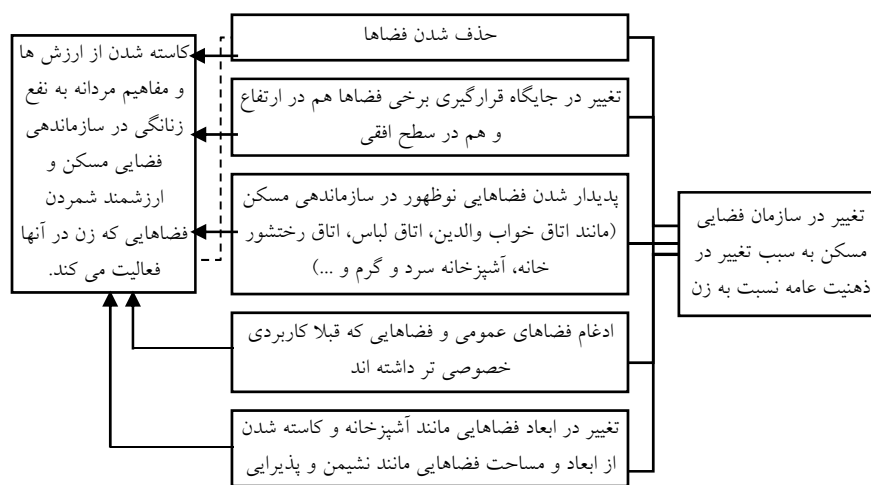 تغییر در سازمان فضایی
مسکن به سبب تغییر در
ذهنیت عامه نسبت به زن
حذف شدن فضاها
تغییر در جایگاه قرارگیری برخی فضاها هم در ارتفاع
و هم در سطح افقی
پدیدار شدن فضاهایی نوظهور در سازماندهی مسکن
(مانند اتاق خواب والدین، اتاق لباس، اتاق رختشور
خانه، آشپزخانه سرد و گرم و ...)
ادغام فضاهای عمومی و فضاهایی که قبلا کاربردی
خصوصی تر داشته اند
تغییر در ابعاد فضاهایی مانند آشپزخانه و کاسته شدن
از ابعاد و مساحت فضاهایی مانند نشیمن و پذیرایی
کاسته شدن از ارزش ها
و مفاهیم مردانه به نفع
زنانگی در سازماندهی
فضایی مسکن و
ارزشمند شمردن
فضاهایی که زن در آنها
فعالیت می کند.